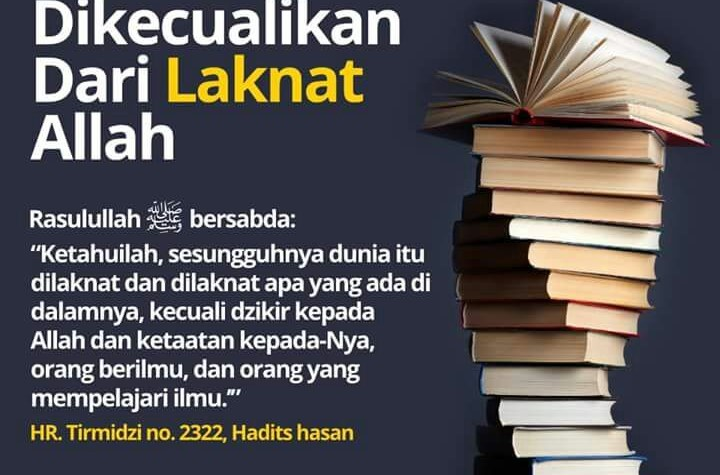 Dikecualikan
Dari Laknat
Allah
Rasulullah ﷺ bersabda:
“Ketahuilah, sesungguhnya dunia itu
dilaknat dan dilaknat apa yang ada di
dalamnya, kecuali dzikir kepada
Allah dan ketaatan kepada-Nya,
orang berilmu, dan orang yang
mempelajari ilmu.’”
HR. Tirmidzi no. 2322, Hadits hasan